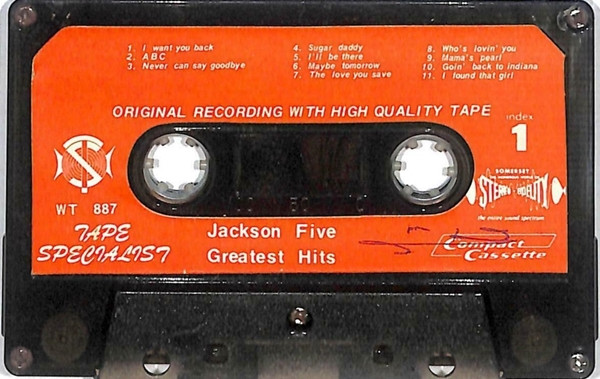 1. I want you back
2. A B C
3. Never can say goodbye
4. Sugar daddy
5. I'll be there
6. Maybe tomorrow
7. The love you save
8. Who's lovin' you
9. Mama's pearl
10. Goin' back to indiana
11. I found that girl
ORIGINAL RECORDING WITH HIGH QUALITY TAPE
index
1
WT 887
TAPE
SPECIALIST
Jackson Five
Greatest Hits
SOMERSET
STEREO-FIDELITY
the entire sound spectrum
Compact
Cassette